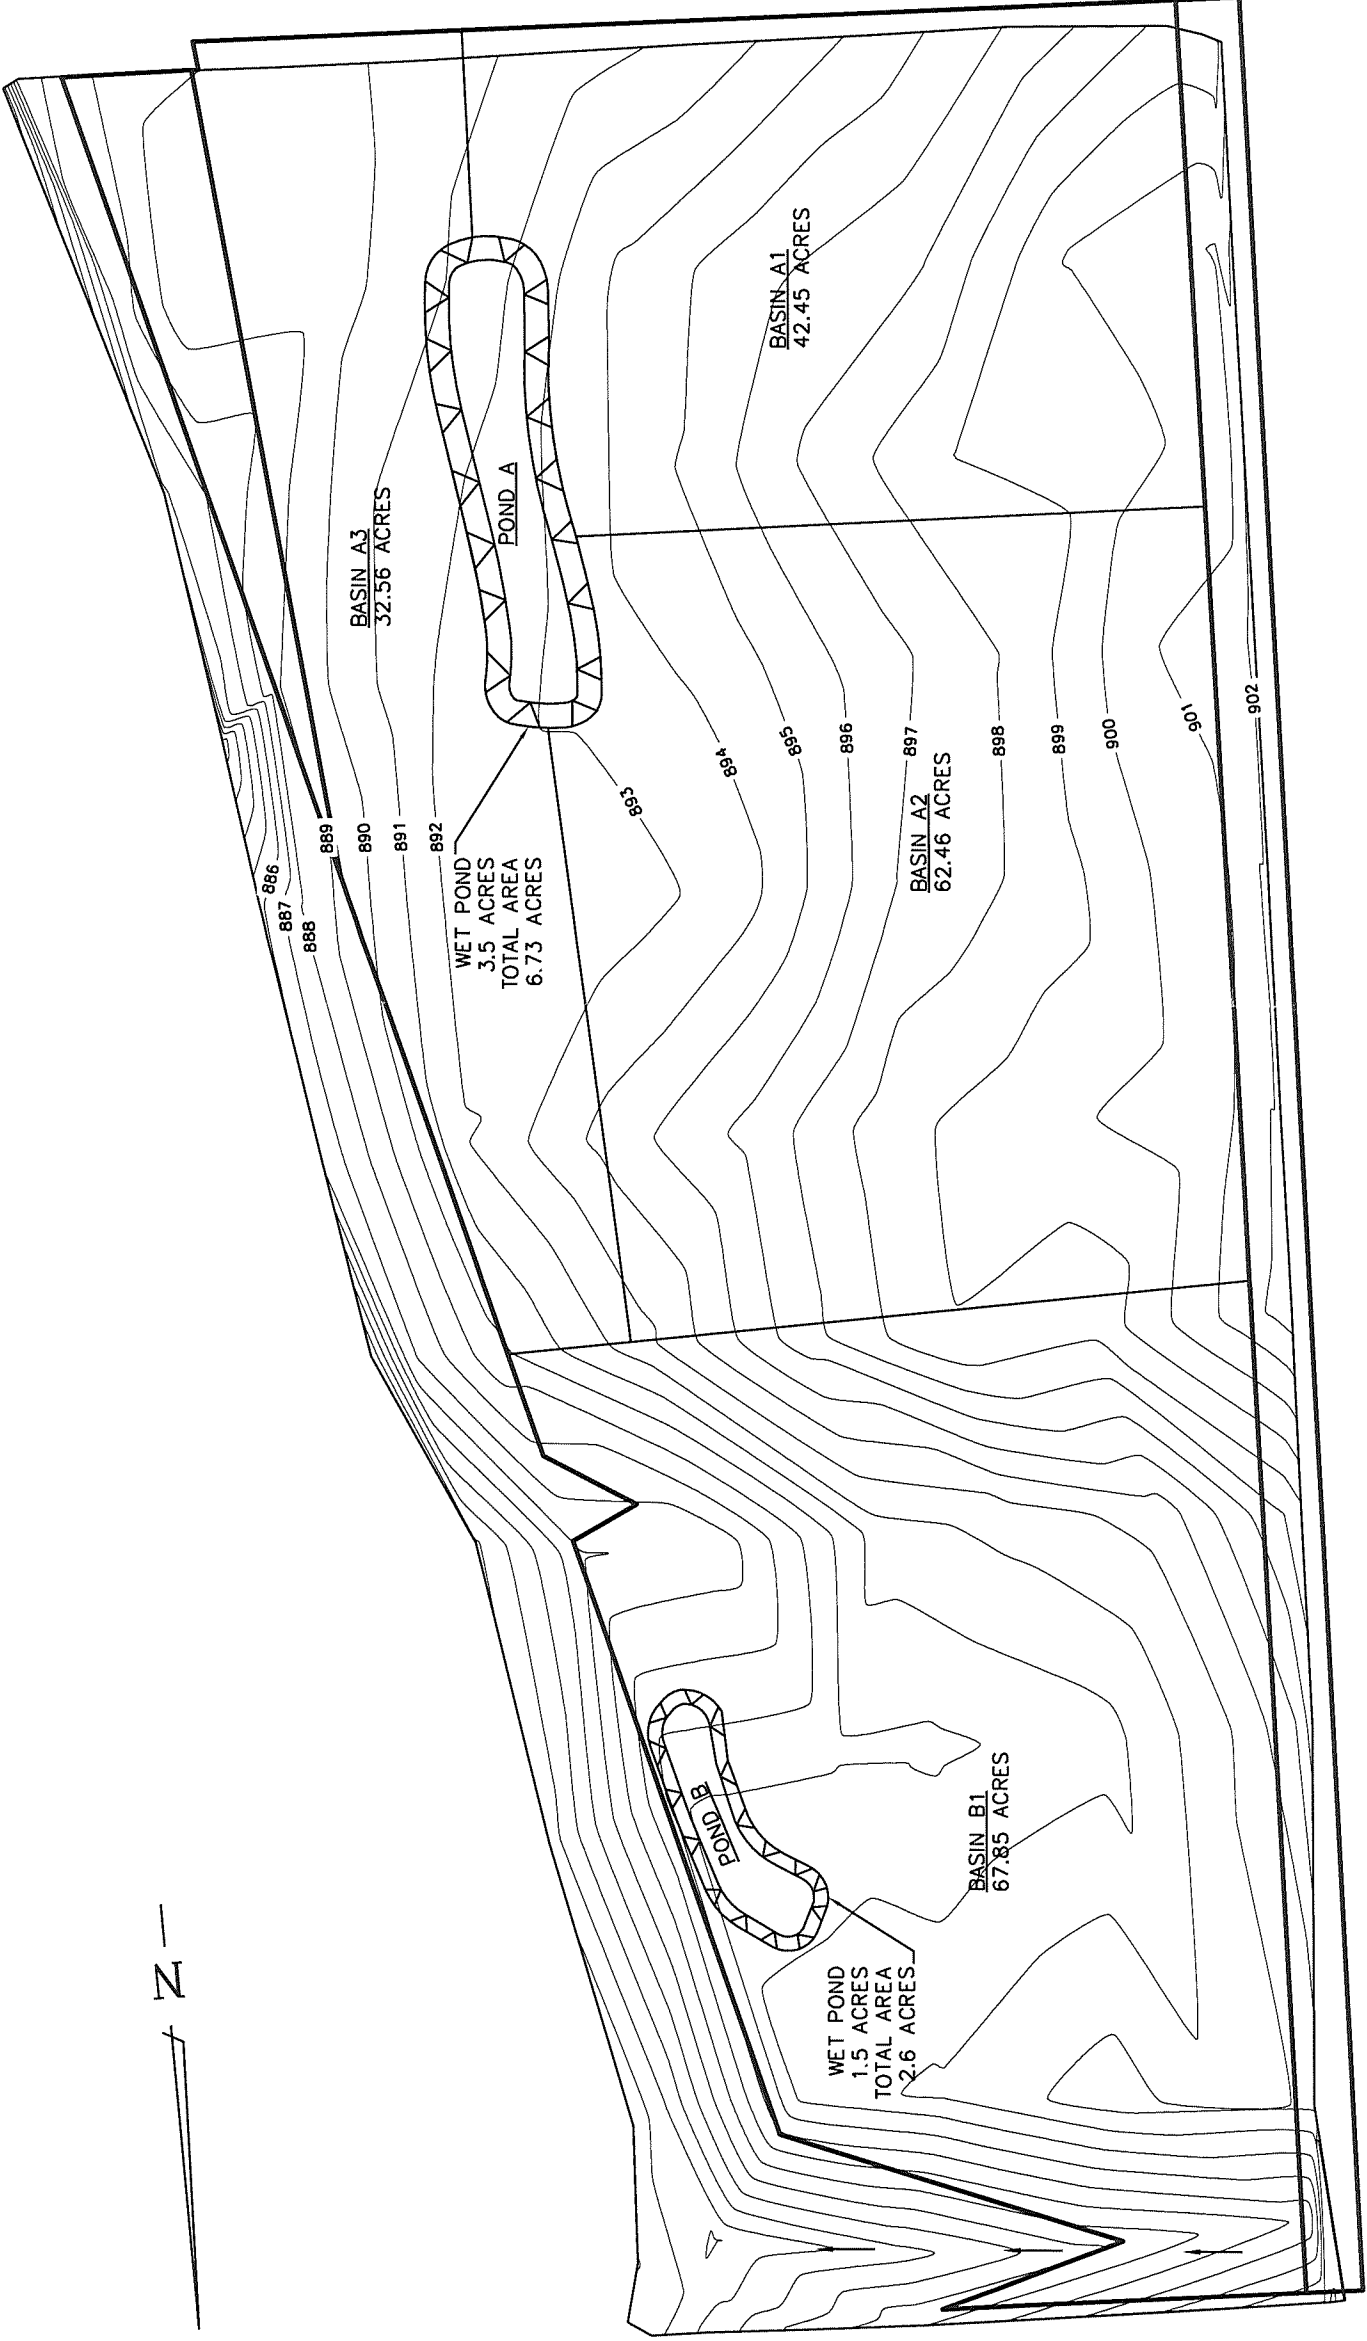 BASIN A1
42.45 ACRES
BASIN A3
32.56 ACRES
POND A
WET POND
3.5 ACRES
TOTAL AREA
6.73 ACRES
BASIN A2
62.46 ACRES
886
887
888
889
890
891
892
893
894
895
896
897
898
899
900
901
902
POND B
BASIN B1
67.85 ACRES
WET POND
1.5 ACRES
TOTAL AREA
2.6 ACRES
N